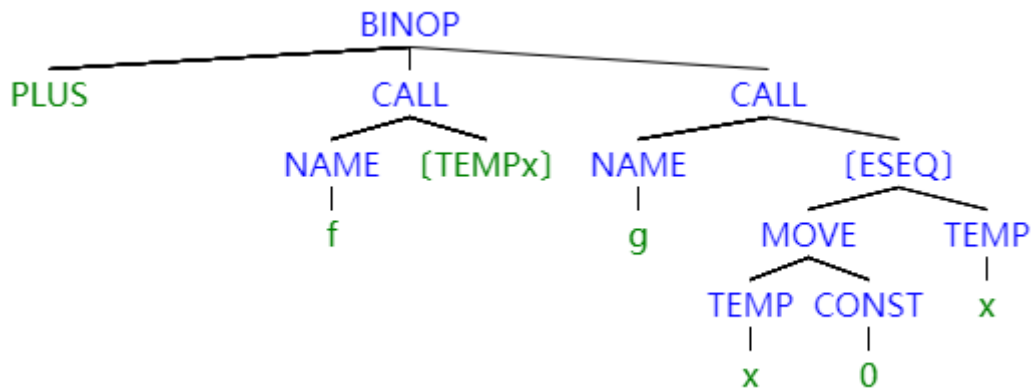 BINOP
PLUS CALL CALL
NAME [TEMPx] NAME [ESEQ]
f g MOVE TEMP
TEMP CONST x
x 0